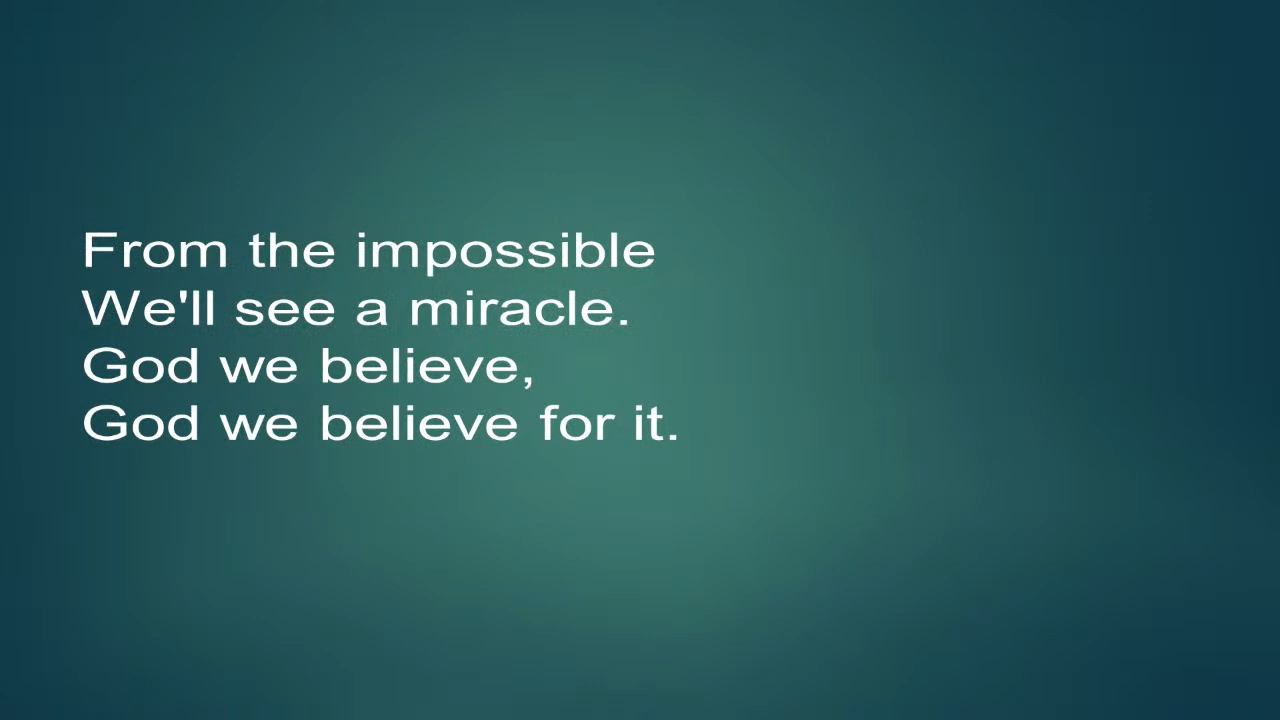 From the impossible
We'll see a miracle.
God we believe,
God we believe for it.